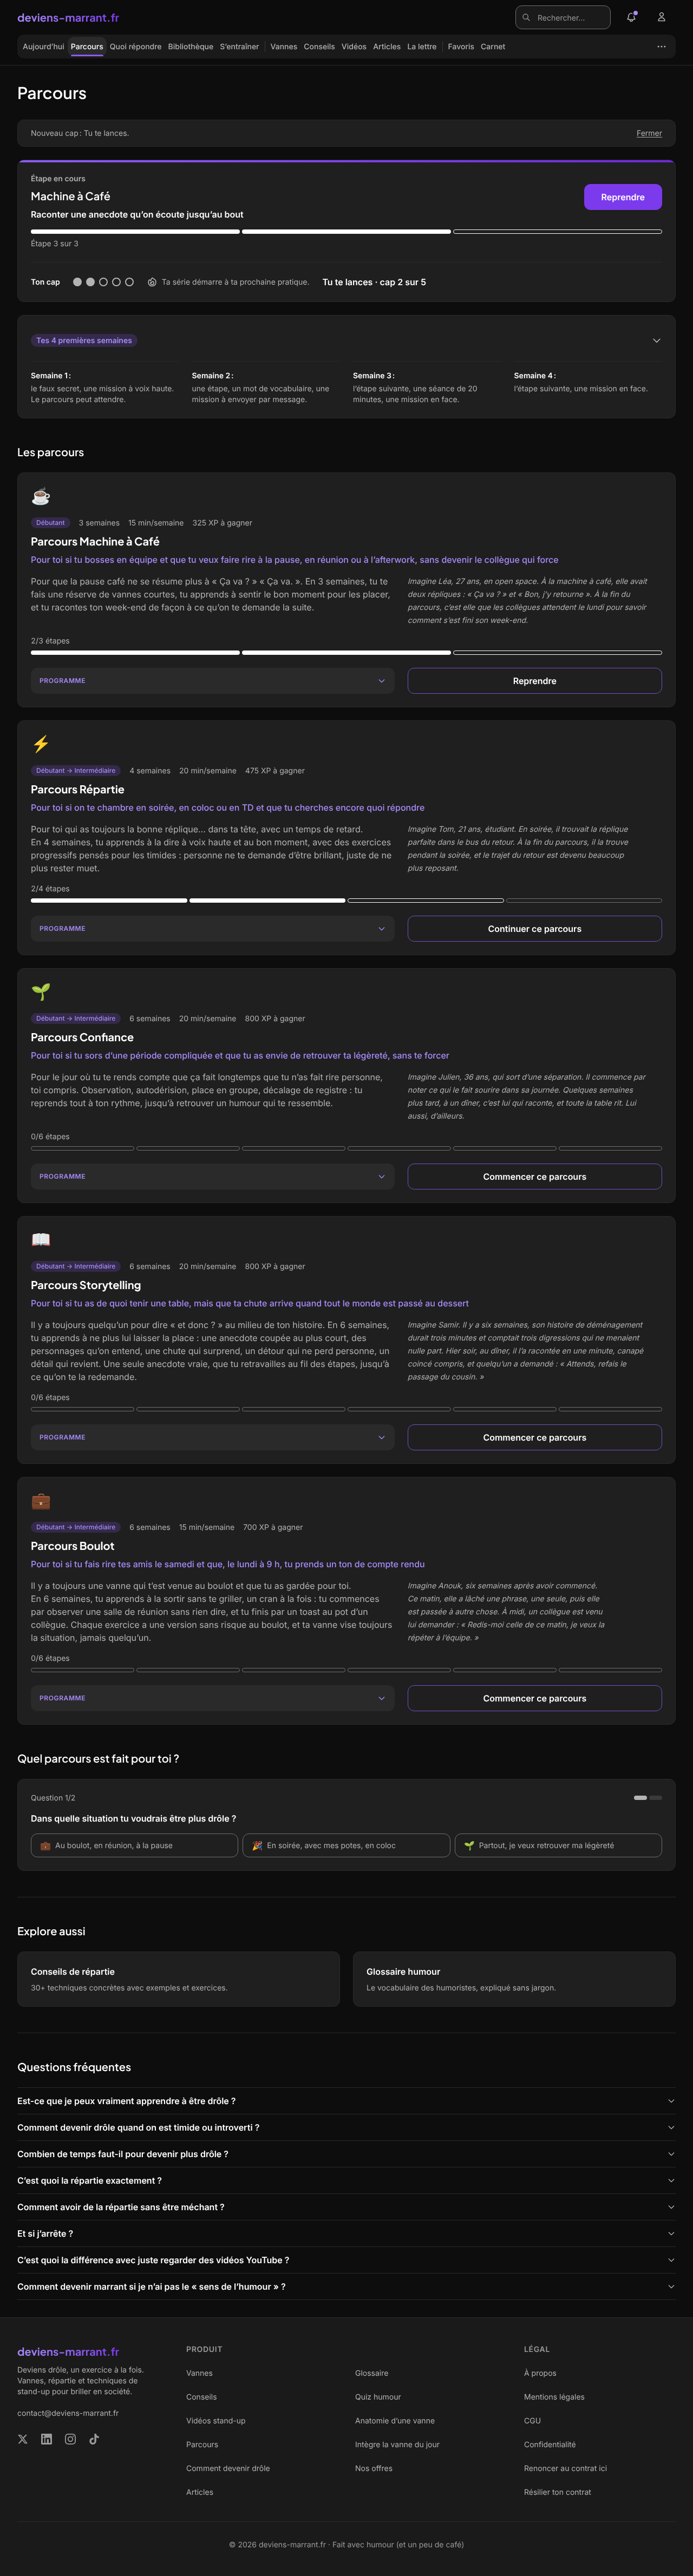 deviens-marrant.fr
Rechercher...
Aujourd'hui Parcours Quoi répondre Bibliothèque S'entraîner Vannes Conseils Vidéos Articles La lettre Favoris Carnet
Parcours
Nouveau cap : Tu te lances.
Fermer
Étape en cours
Machine à Café
Raconter une anecdote qu'on écoute jusqu'au bout
Reprendre
Étape 3 sur 3
Ton cap
Ta série démarre à ta prochaine pratique.
Tu te lances · cap 2 sur 5
Tes 4 premières semaines
Semaine 1 :
le faux secret, une mission à voix haute.
Le parcours peut attendre.
Semaine 2 :
une étape, un mot de vocabulaire, une
mission à envoyer par message.
Semaine 3 :
l'étape suivante, une séance de 20
minutes, une mission en face.
Semaine 4 :
l'étape suivante, une mission en face.
Les parcours
Débutant 3 semaines 15 min/semaine 325 XP à gagner
Parcours Machine à Café
Pour toi si tu bosses en équipe et que tu veux faire rire à la pause, en réunion ou à l'afterwork, sans devenir le collègue qui force
Pour que la pause café ne se résume plus à « Ça va ? » « Ça va. ». En 3 semaines, tu te
fais une réserve de vannes courtes, tu apprends à sentir le bon moment pour les placer,
et tu racontes ton week-end de façon à ce qu'on te demande la suite.
Imagine Léa, 27 ans, en open space. À la machine à café, elle avait
deux répliques : « Ça va ? » et « Bon, j'y retourne ». À la fin du
parcours, c'est elle que les collègues attendent le lundi pour savoir
comment s'est fini son week-end.
2/3 étapes
PROGRAMME
Reprendre
Débutant → Intermédiaire 4 semaines 20 min/semaine 475 XP à gagner
Parcours Répartie
Pour toi si on te chambre en soirée, en coloc ou en TD et que tu cherches encore quoi répondre
Pour toi qui as toujours la bonne réplique… dans ta tête, avec un temps de retard.
En 4 semaines, tu apprends à la dire à voix haute et au bon moment, avec des exercices
progressifs pensés pour les timides : personne ne te demande d'être brillant, juste de ne
plus rester muet.
Imagine Tom, 21 ans, étudiant. En soirée, il trouvait la réplique
parfaite dans le bus du retour. À la fin du parcours, il la trouve
pendant la soirée, et le trajet du retour est devenu beaucoup
plus reposant.
2/4 étapes
PROGRAMME
Continuer ce parcours
Débutant → Intermédiaire 6 semaines 20 min/semaine 800 XP à gagner
Parcours Confiance
Pour toi si tu sors d'une période compliquée et que tu as envie de retrouver ta légèreté, sans te forcer
Pour le jour où tu te rends compte que ça fait longtemps que tu n'as fait rire personne,
toi compris. Observation, autodérision, place en groupe, décalage de registre : tu
reprends tout à ton rythme, jusqu'à retrouver un humour qui te ressemble.
Imagine Julien, 36 ans, qui sort d'une séparation. Il commence par
noter ce qui le fait sourire dans sa journée. Quelques semaines
plus tard, à un dîner, c'est lui qui raconte, et toute la table rit. Lui
aussi, d'ailleurs.
0/6 étapes
PROGRAMME
Commencer ce parcours
Débutant → Intermédiaire 6 semaines 20 min/semaine 800 XP à gagner
Parcours Storytelling
Pour toi si tu as de quoi tenir une table, mais que ta chute arrive quand tout le monde est passé au dessert
Il y a toujours quelqu'un pour dire « et donc ? » au milieu de ton histoire. En 6 semaines,
tu apprends à ne plus lui laisser la place : une anecdote coupée au plus court, des
personnages qu'on entend, une chute qui surprend, un détour qui ne perd personne, un
détail qui revient. Une seule anecdote vraie, que tu retravailles au fil des étapes, jusqu'à
ce qu'on te la redemande.
Imagine Samir. Il y a six semaines, son histoire de déménagement
durait trois minutes et comptait trois digressions qui ne menaient
nulle part. Hier soir, au dîner, il l'a racontée en une minute, canapé
coincé compris, et quelqu'un a demandé : « Attends, refais le
passage du cousin. »
0/6 étapes
PROGRAMME
Commencer ce parcours
Débutant → Intermédiaire 6 semaines 15 min/semaine 700 XP à gagner
Parcours Boulot
Pour toi si tu fais rire tes amis le samedi et que, le lundi à 9 h, tu prends un ton de compte rendu
Il y a toujours une vanne qui t'est venue au boulot et que tu as gardée pour toi.
En 6 semaines, tu apprends à la sortir sans te griller, un cran à la fois : tu commences
par observer une salle de réunion sans rien dire, et tu finis par un toast au pot d'un
collègue. Chaque exercice a une version sans risque au boulot, et ta vanne vise toujours
la situation, jamais quelqu'un.
Imagine Anouk, six semaines après avoir commencé.
Ce matin, elle a lâché une phrase, une seule, puis elle
est passée à autre chose. À midi, un collègue est venu
lui demander : « Redis-moi celle de ce matin, je veux la
répéter à l'équipe. »
0/6 étapes
PROGRAMME
Commencer ce parcours
Quel parcours est fait pour toi ?
Question 1/2
Dans quelle situation tu voudrais être plus drôle ?
Au boulot, en réunion, à la pause
En soirée, avec mes potes, en coloc
Partout, je veux retrouver ma légèreté
Explore aussi
Conseils de répartie
30+ techniques concrètes avec exemples et exercices.
Glossaire humour
Le vocabulaire des humoristes, expliqué sans jargon.
Questions fréquentes
Est-ce que je peux vraiment apprendre à être drôle ?
Comment devenir drôle quand on est timide ou introverti ?
Combien de temps faut-il pour devenir plus drôle ?
C'est quoi la répartie exactement ?
Comment avoir de la répartie sans être méchant ?
Et si j'arrête ?
C'est quoi la différence avec juste regarder des vidéos YouTube ?
Comment devenir marrant si je n'ai pas le « sens de l'humour » ?
deviens-marrant.fr
Deviens drôle, un exercice à la fois.
Vannes, répartie et techniques de
stand-up pour briller en société.
contact@deviens-marrant.fr
PRODUIT
Vannes
Conseils
Vidéos stand-up
Parcours
Comment devenir drôle
Articles
Glossaire
Quiz humour
Anatomie d'une vanne
Intègre la vanne du jour
Nos offres
LÉGAL
À propos
Mentions légales
CGU
Confidentialité
Renoncer au contrat ici
Résilier ton contrat
© 2026 deviens-marrant.fr · Fait avec humour (et un peu de café)